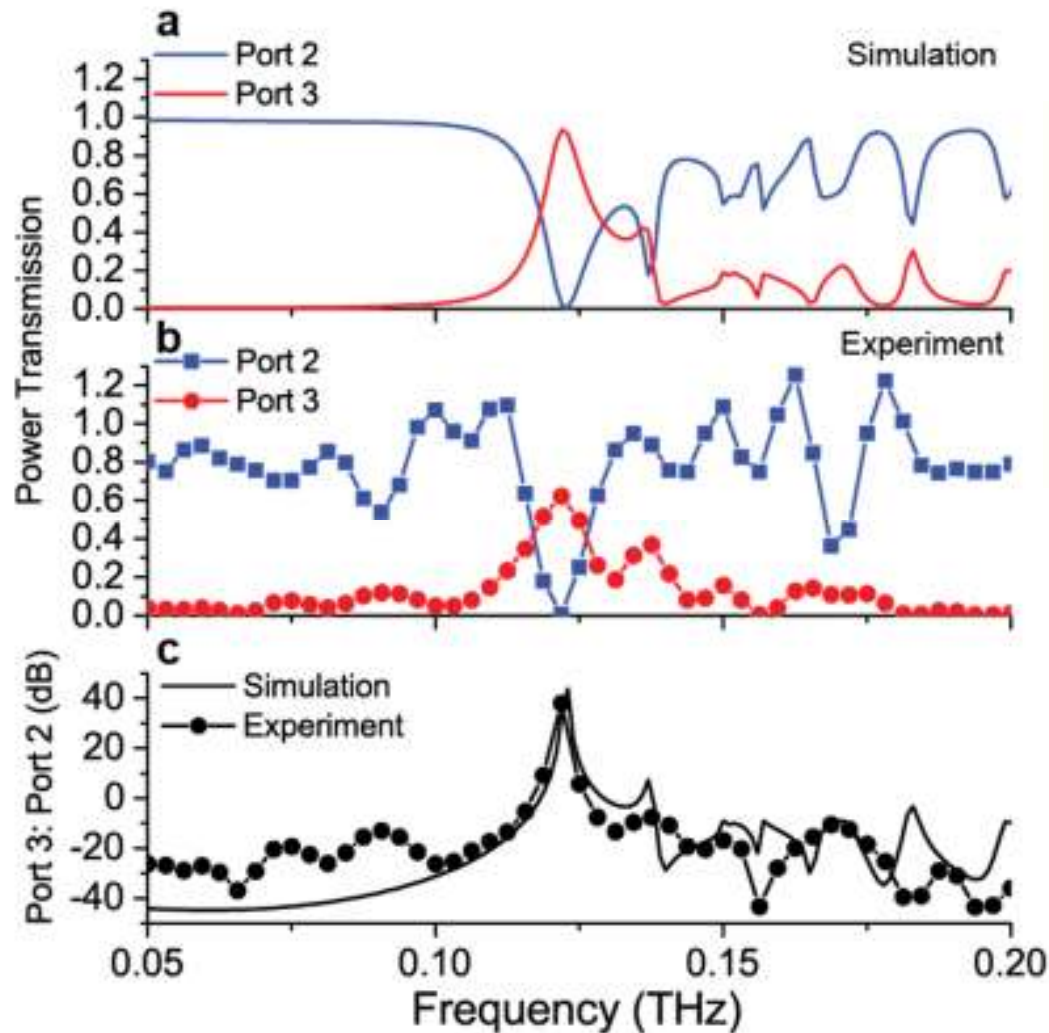 a
Port 2
Port 3
Simulation
1.2
1.0
0.8
0.6
0.4
0.2
0.0
b
Port 2
Port 3
Experiment
1.2
1.0
0.8
0.6
0.4
0.2
0.0
Power Transmission
c
Simulation
Experiment
40
20
0
-20
-40
Port 3: Port 2 (dB)
0.05 0.10 0.15 0.20
Frequency (THz)